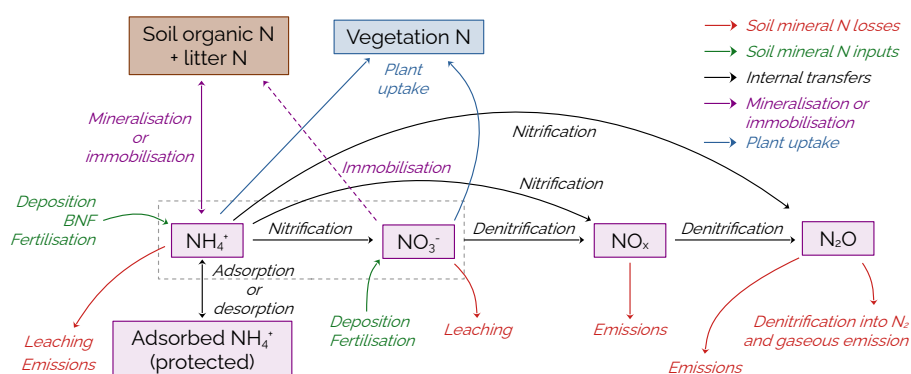 Soil organic N
+ litter N
Vegetation N
Soil mineral N losses
Soil mineral N inputs
Internal transfers
Mineralisation or
immobilisation
Plant uptake
Plant
uptake
Mineralisation
or
immobilisation
Immobilisation
Nitrification
Nitrification
Deposition
BNF
Fertilisation
NH₄⁺
Nitrification
NO₃⁻
Denitrification
NOₓ
Denitrification
N₂O
Adsorption
or
desorption
Leaching
Emissions
Adsorbed NH₄⁺
(protected)
Deposition
Fertilisation
Leaching
Emissions
Emissions
Denitrification into N₂
and gaseous emission